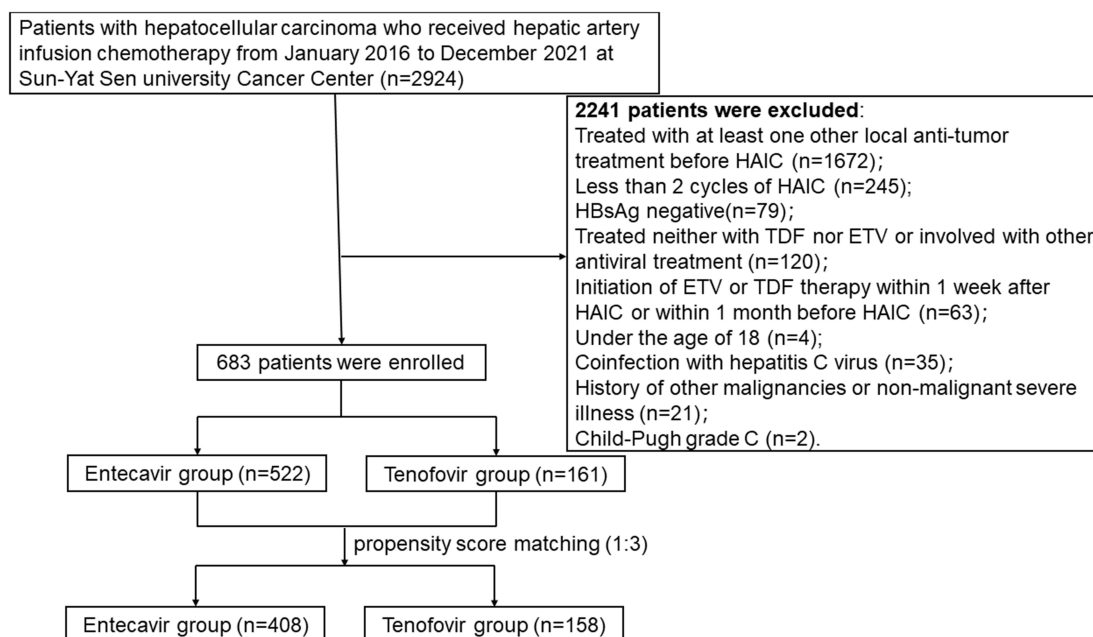 Patients with hepatocellular carcinoma who received hepatic artery
infusion chemotherapy from January 2016 to December 2021 at
Sun-Yat Sen university Cancer Center (n=2924)
2241 patients were excluded:
Treated with at least one other local anti-tumor
treatment before HAIC (n=1672);
Less than 2 cycles of HAIC (n=245);
HBsAg negative(n=79);
Treated neither with TDF nor ETV or involved with other
antiviral treatment (n=120);
Initiation of ETV or TDF therapy within 1 week after
HAIC or within 1 month before HAIC (n=63);
Under the age of 18 (n=4);
Coinfection with hepatitis C virus (n=35);
History of other malignancies or non-malignant severe
illness (n=21);
Child-Pugh grade C (n=2).
683 patients were enrolled
Entecavir group (n=522)
Tenofovir group (n=161)
propensity score matching (1:3)
Entecavir group (n=408)
Tenofovir group (n=158)